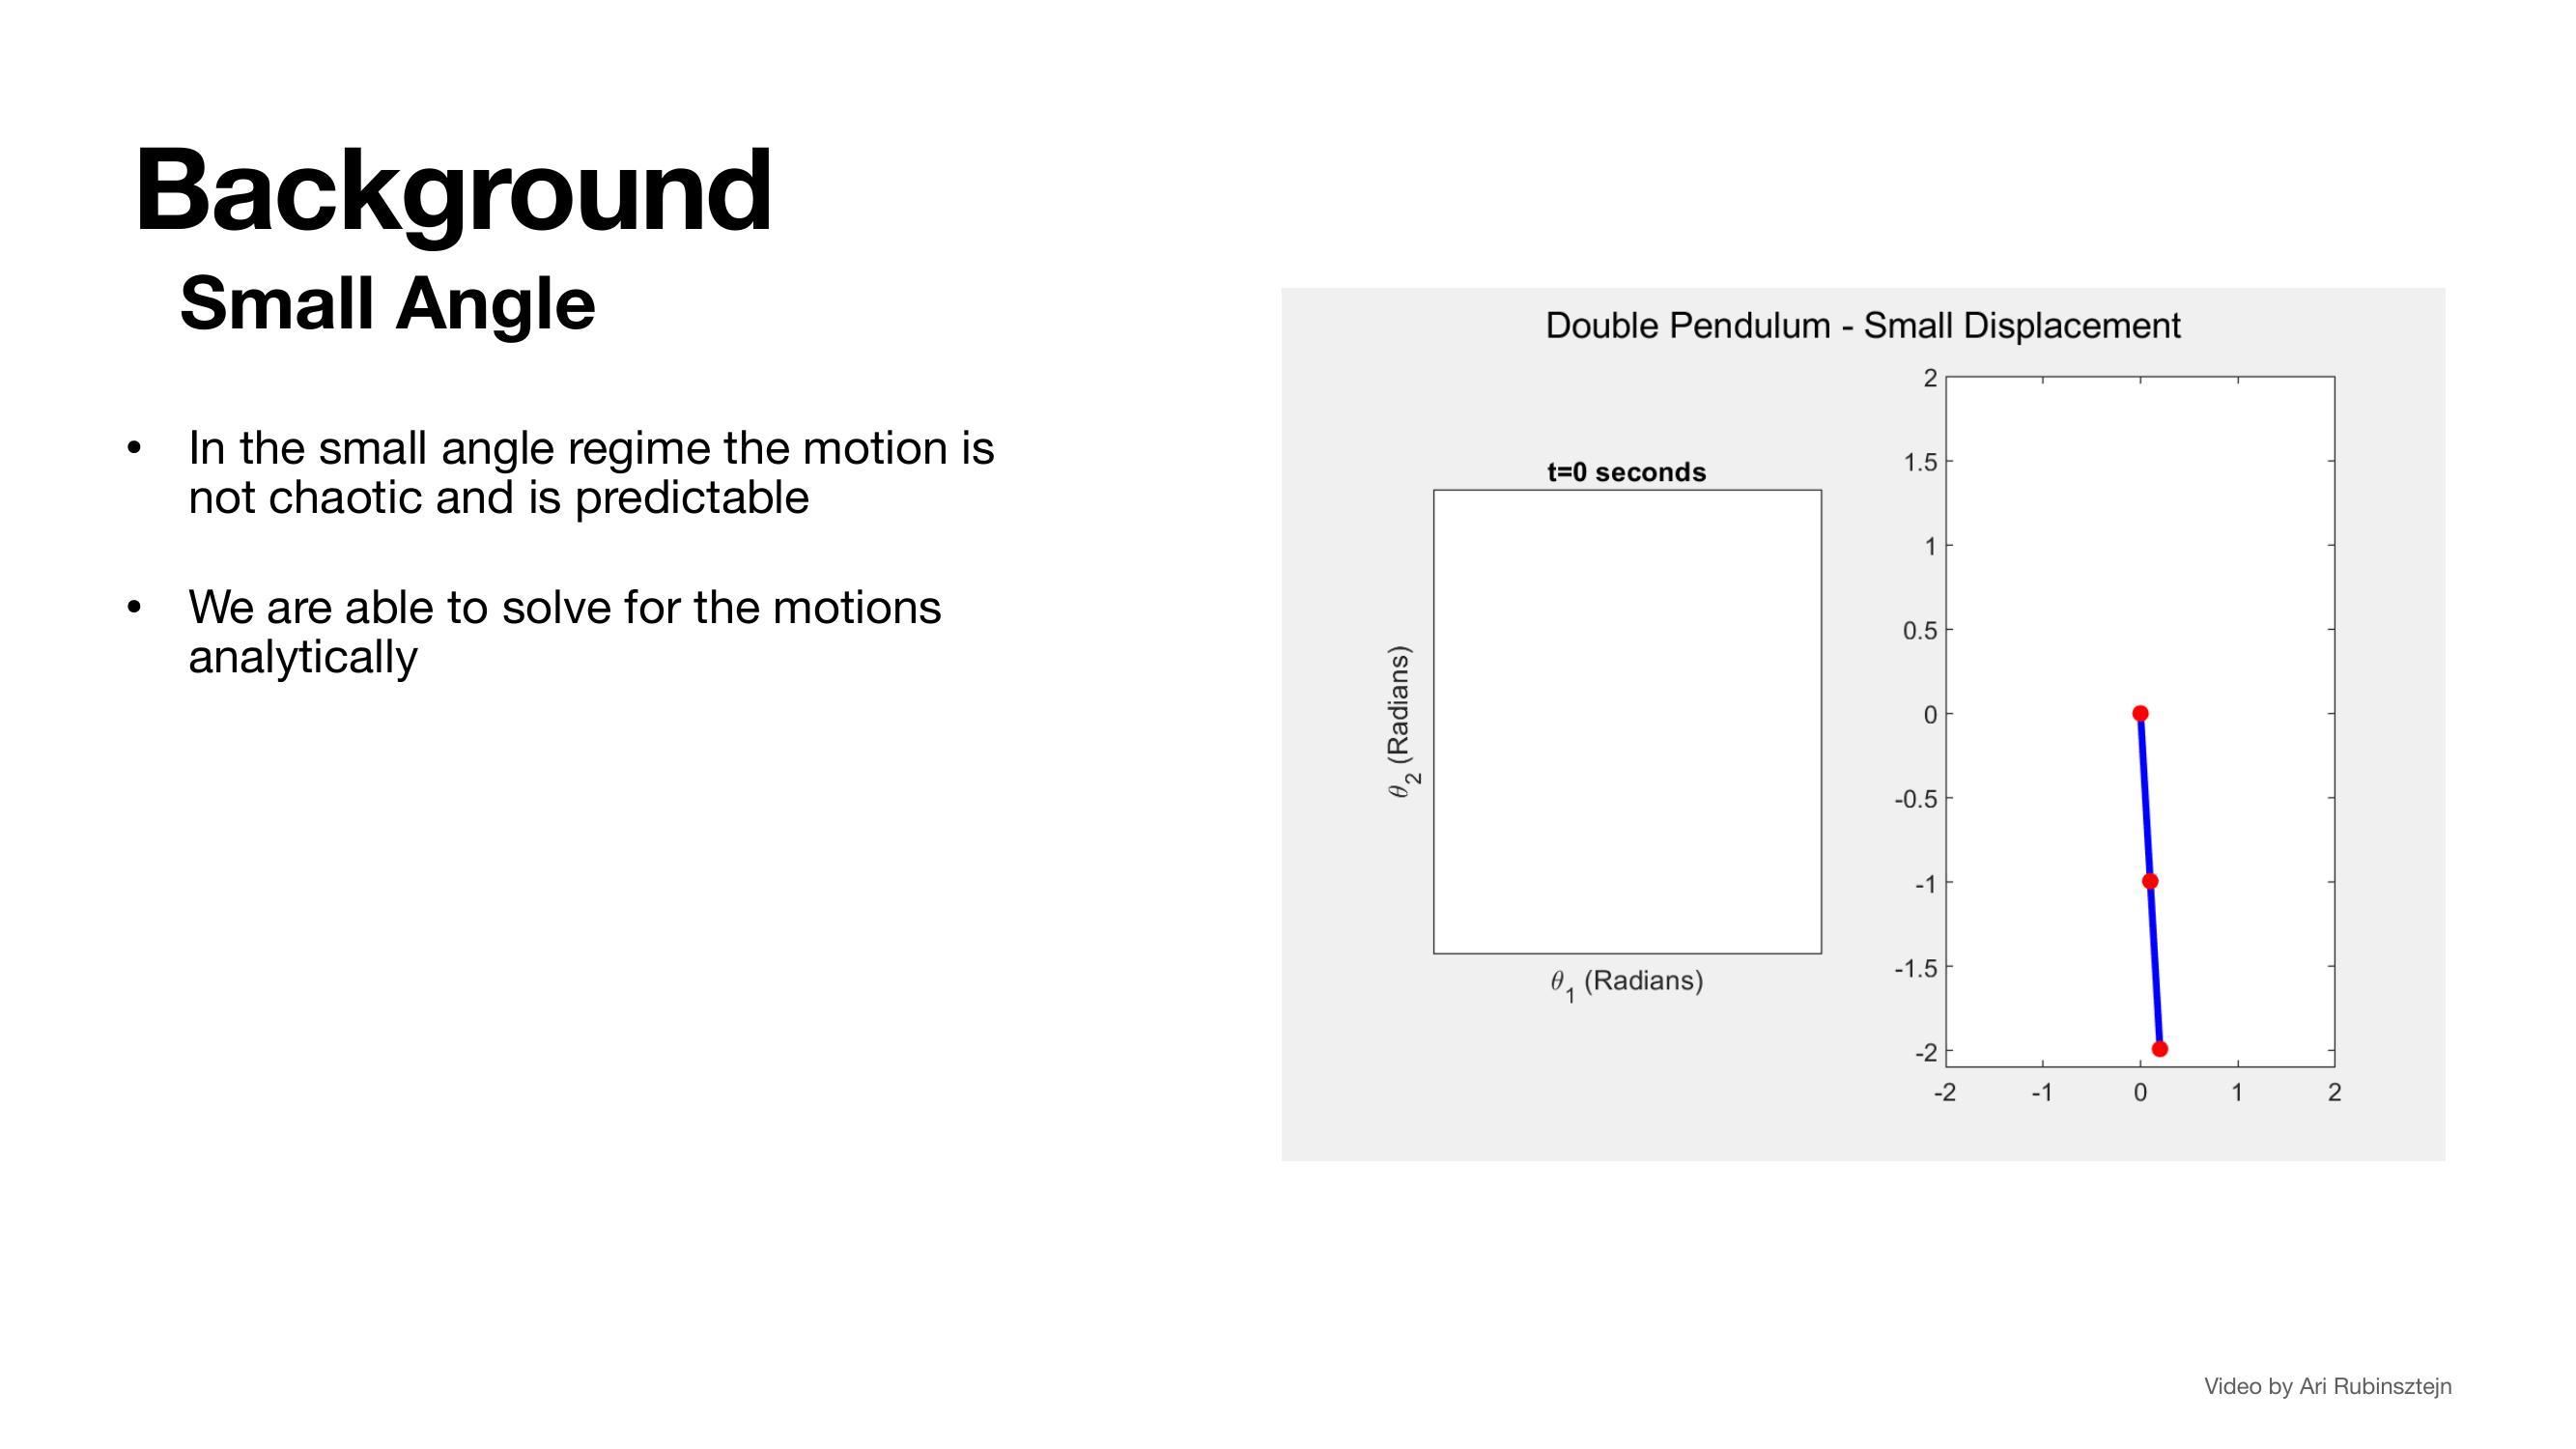 Background
Small Angle
• In the small angle regime the motion is
not chaotic and is predictable
• We are able to solve for the motions
analytically
Double Pendulum - Small Displacement
t=0 seconds
θ2 (Radians)
θ1 (Radians)
2
1.5
1
0.5
0
-0.5
-1
-1.5
-2
-2 -1 0 1 2
Video by Ari Rubinsztejn